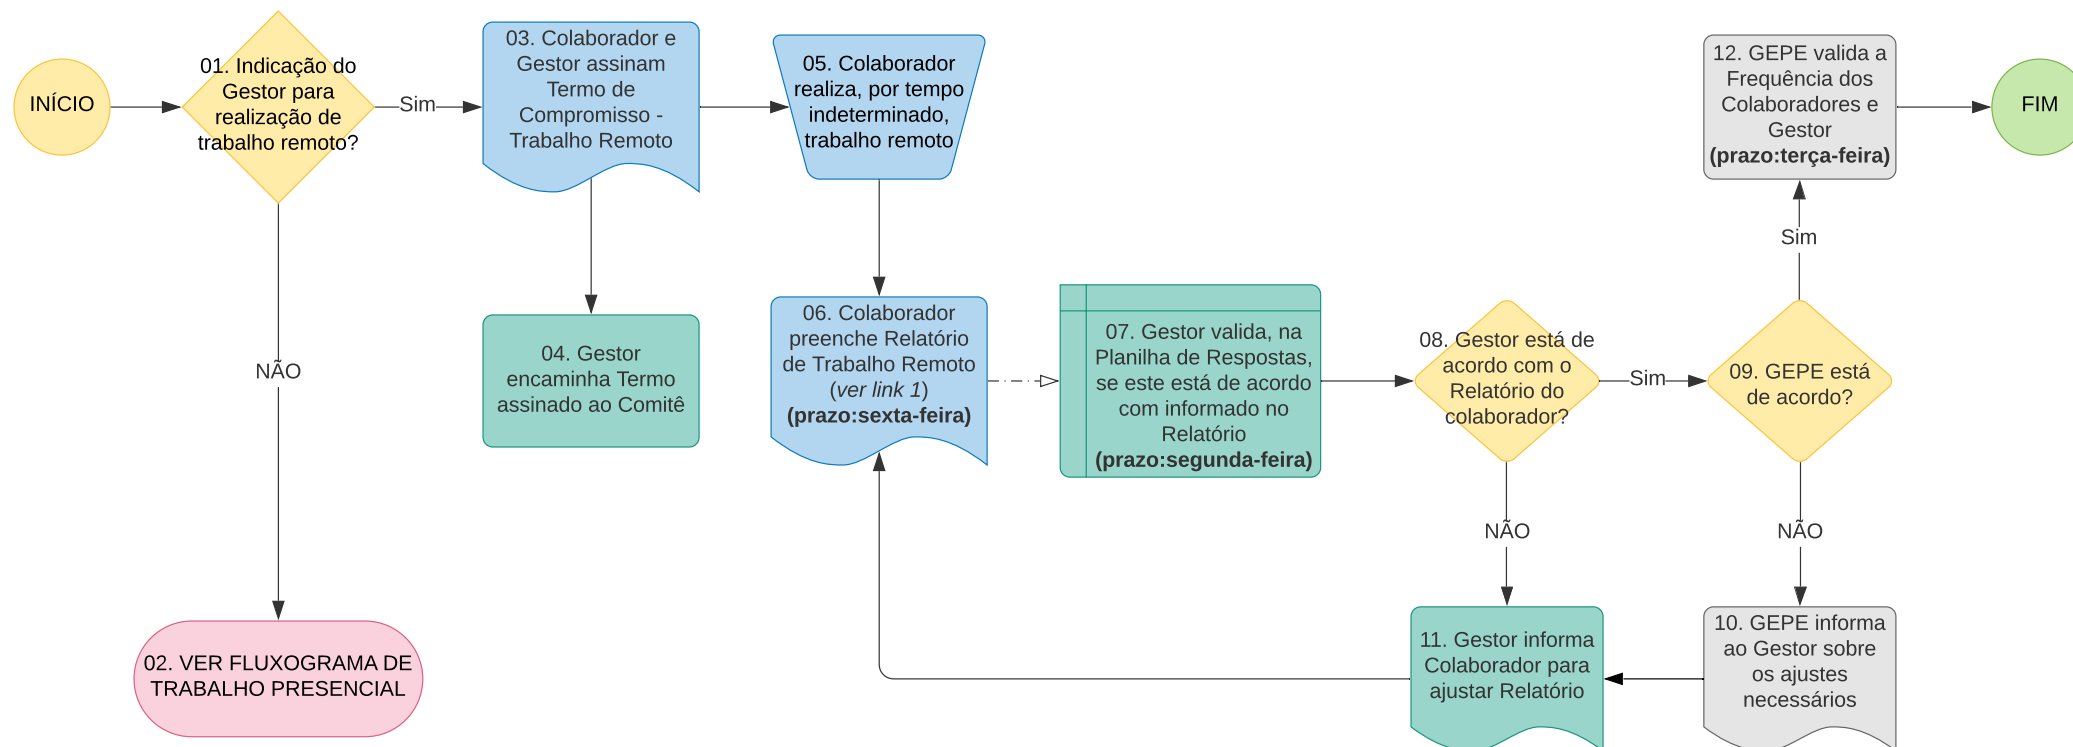 INÍCIO
01. Indicação do
Gestor para
realização de
trabalho remoto?
Sim
NÃO
02. VER FLUXOGRAMA DE
TRABALHO PRESENCIAL
03. Colaborador e
Gestor assinam
Termo de
Compromisso -
Trabalho Remoto
04. Gestor
encaminha Termo
assinado ao Comitê
05. Colaborador
realiza, por tempo
indeterminado,
trabalho remoto
06. Colaborador
preenche Relatório
de Trabalho Remoto
(ver link 1)
(prazo:sexta-feira)
07. Gestor valida, na
Planilha de Respostas,
se este está de acordo
com informado no
Relatório
(prazo:segunda-feira)
08. Gestor está de
acordo com o
Relatório do
colaborador?
Sim
NÃO
09. GEPE está
de acordo?
Sim
NÃO
10. GEPE informa
ao Gestor sobre
os ajustes
necessários
11. Gestor informa
Colaborador para
ajustar Relatório
12. GEPE valida a
Frequência dos
Colaboradores e
Gestor
(prazo:terça-feira)
FIM